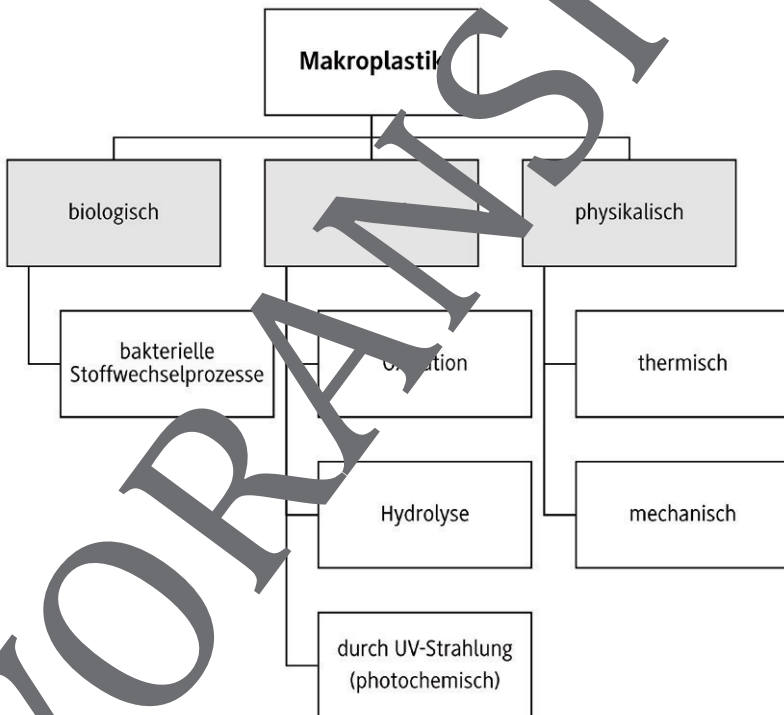 Makroplastik
biologisch
physikalisch
bakterielle
Stoffwechselprozesse
thermisch
Hydrolyse
mechanisch
durch UV-Strahlung
(photochemisch)